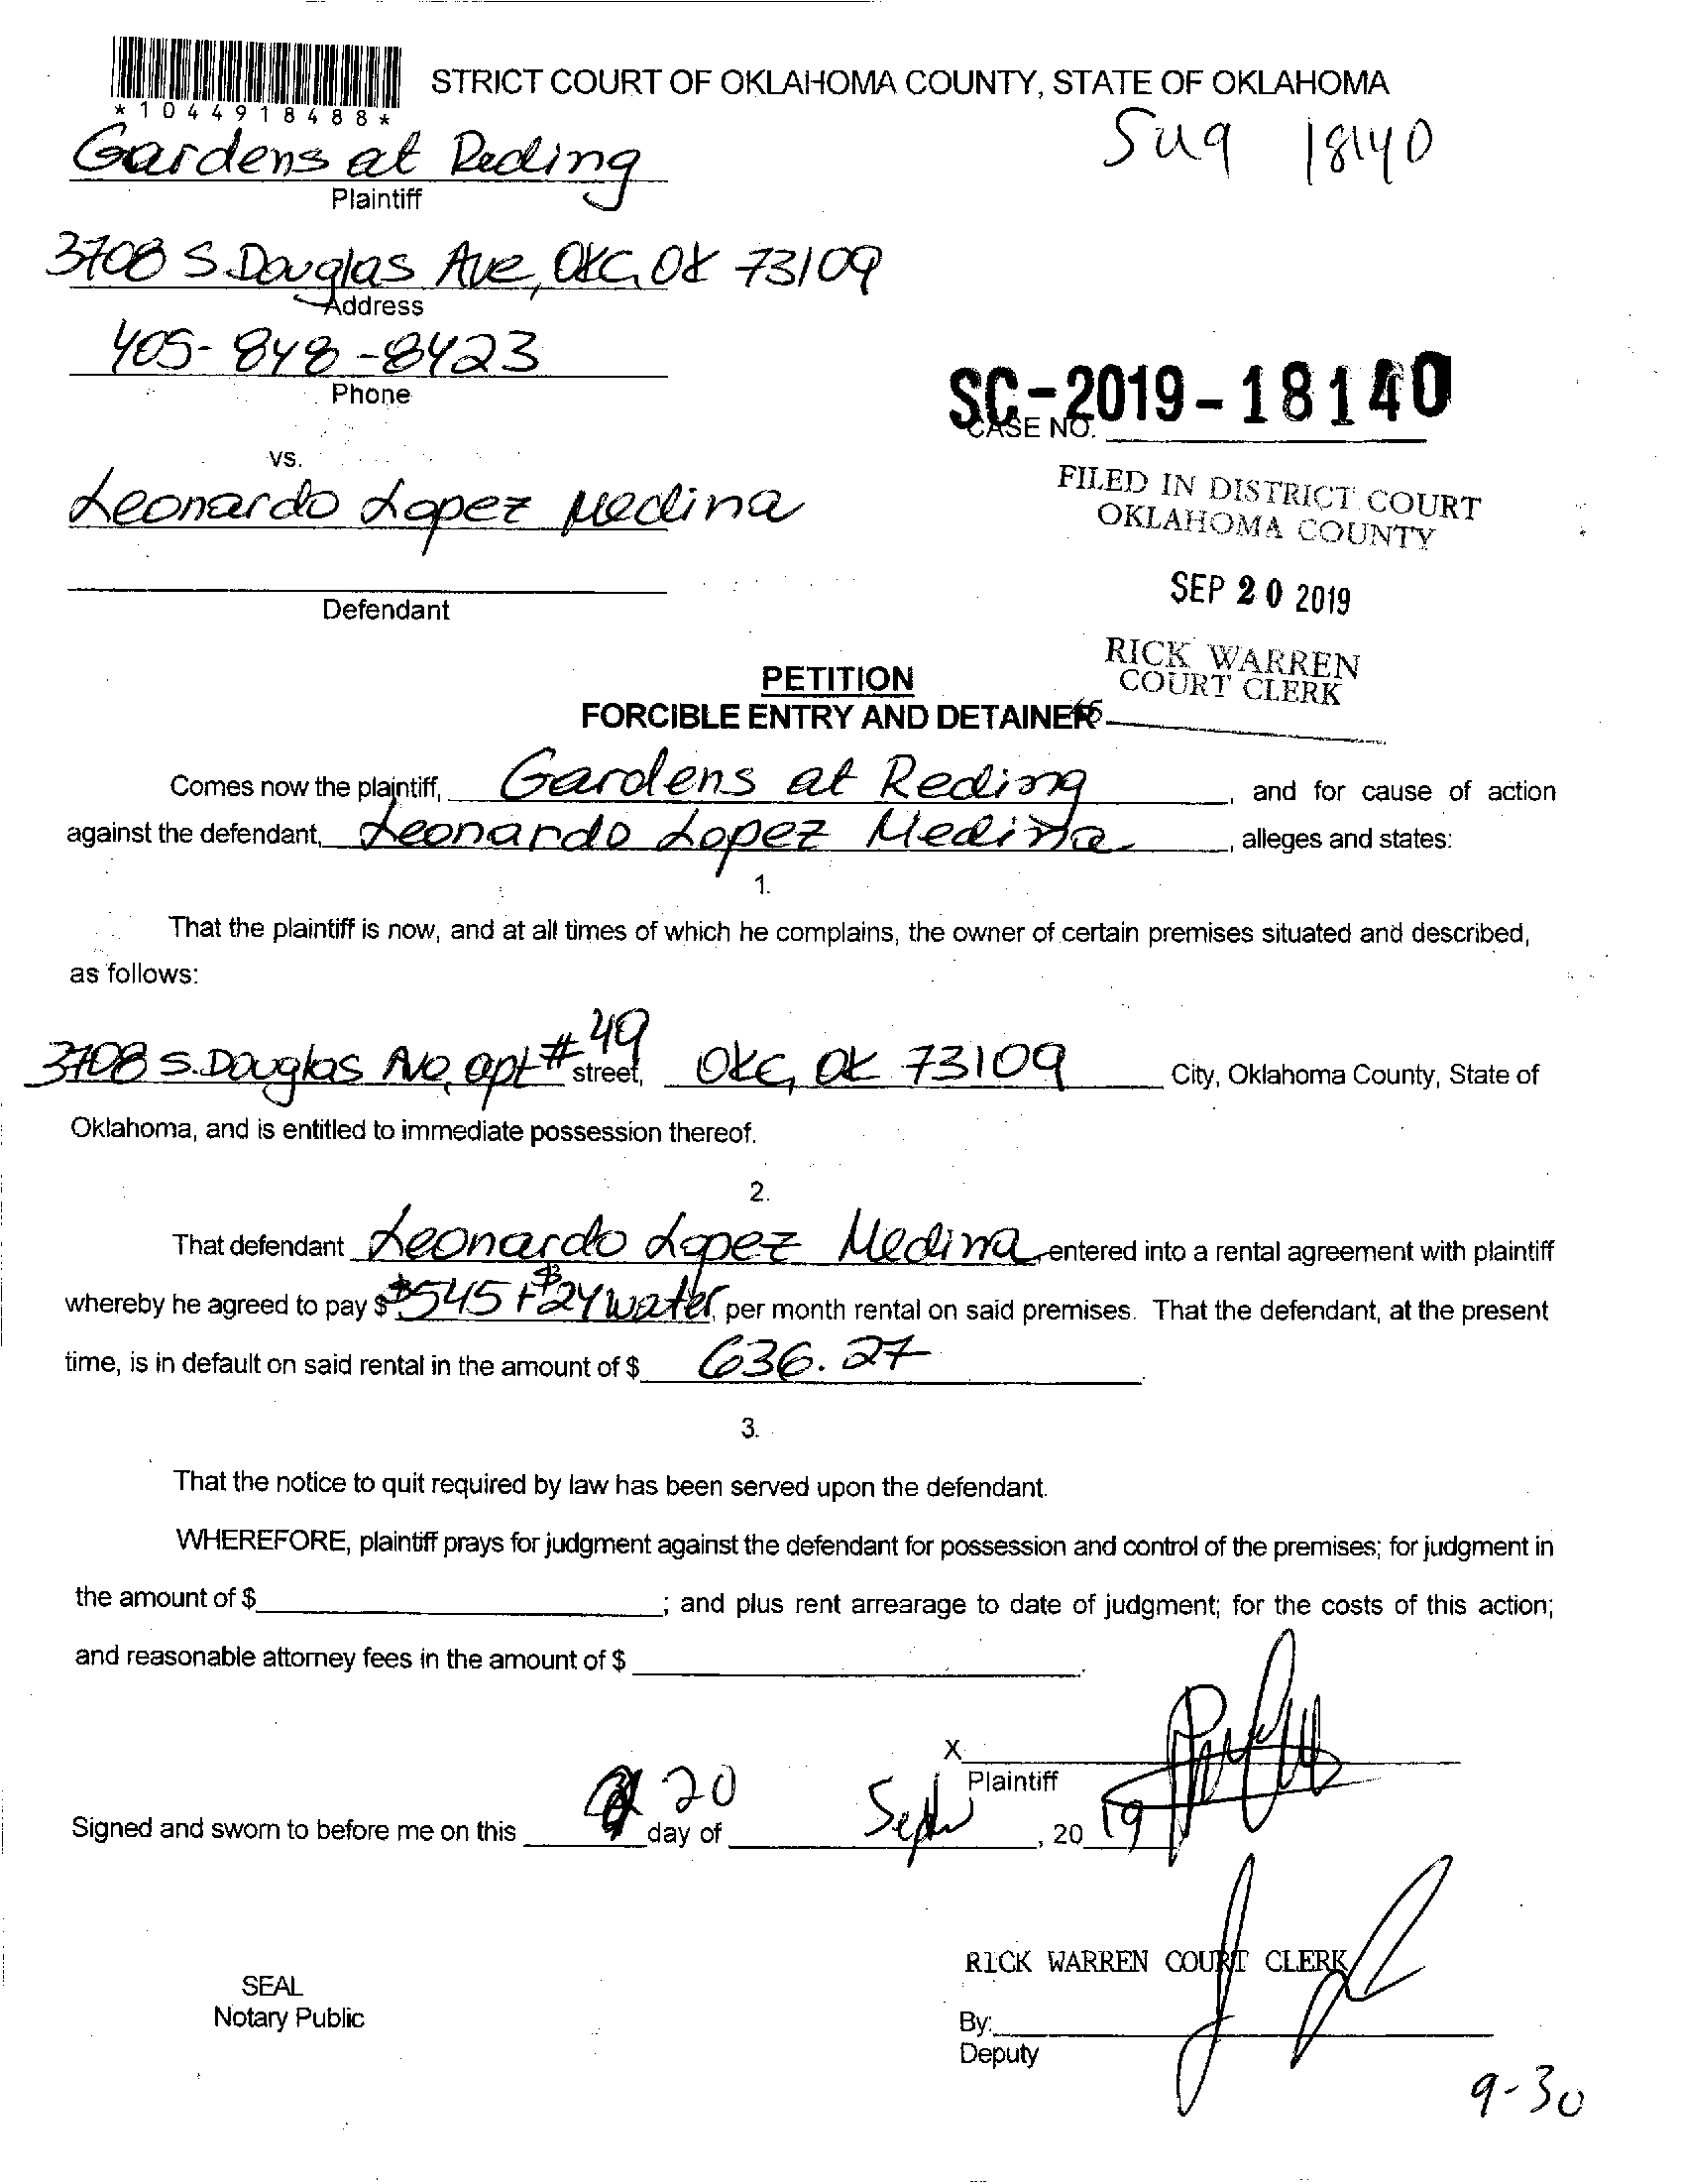 STRICT COURT OF OKLAHOMA COUNTY, STATE OF OKLAHOMA
*1044918488*
Gardens at Reding
Plaintiff
3708 S. Douglas Ave, OKC, OK 73109
Address
405-848-8423
Phone
18140
SC-2019-18140
CASE NO.
vs.
Leonardo Lopez Medina
Defendant
FILED IN DISTRICT COURT
OKLAHOMA COUNTY
SEP 20 2019
RICK WARREN
COURT CLERK
PETITION
FORCIBLE ENTRY AND DETAINER
Comes now the plaintiff, Gardens at Reding, and for cause of action
against the defendant, Leonardo Lopez Medina, alleges and states:
1.
That the plaintiff is now, and at all times of which he complains, the owner of certain premises situated and described,
as follows:
3708 S. Douglas Ave, apt #49 street, OKC, OK 73109 City, Oklahoma County, State of
Oklahoma, and is entitled to immediate possession thereof.
2.
That defendant Leonardo Lopez Medina entered into a rental agreement with plaintiff
whereby he agreed to pay $ $545 + $24 water, per month rental on said premises. That the defendant, at the present
time, is in default on said rental in the amount of $ 636.27
3.
That the notice to quit required by law has been served upon the defendant.
WHEREFORE, plaintiff prays for judgment against the defendant for possession and control of the premises; for judgment in
the amount of $ ; and plus rent arrearage to date of judgment; for the costs of this action;
and reasonable attorney fees in the amount of $ .
X
Plaintiff
Signed and sworn to before me on this 20 day of Sept, 2019
RICK WARREN COURT CLERK
SEAL
Notary Public
By:
Deputy
9-30